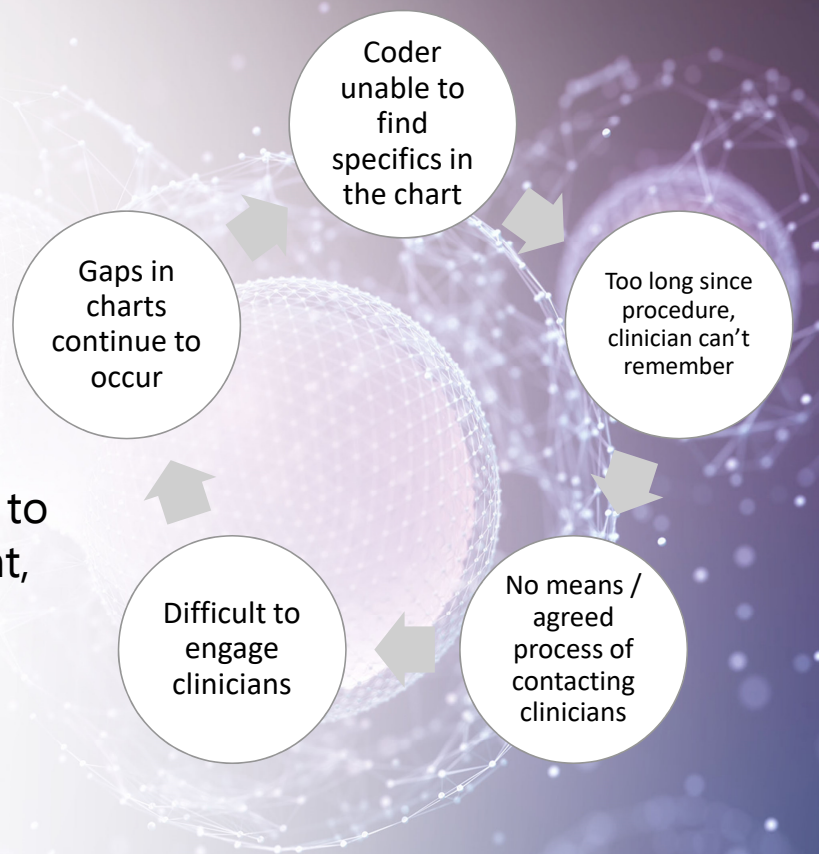 Coder
unable to
find
specifics in
the chart
Too long since
procedure,
clinician can’t
remember
No means /
agreed
process of
contacting
clinicians
Difficult to
engage
clinicians
Gaps in
charts
continue to
occur
to